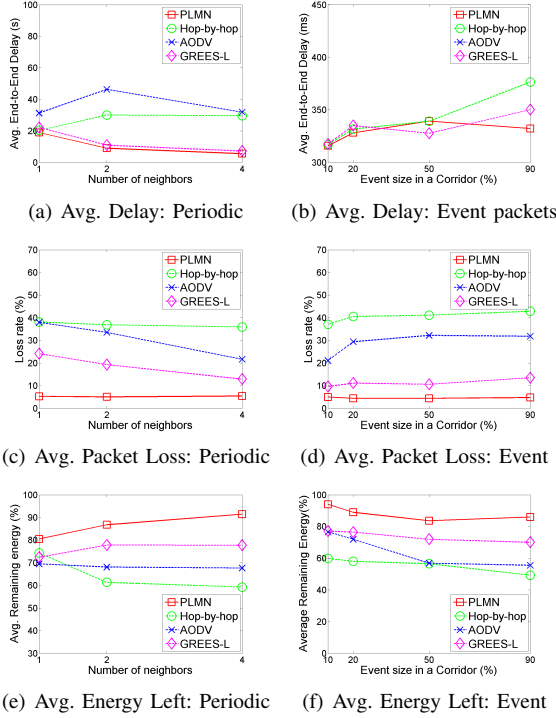 100
80
60
40
20
0
1
2
4
Avg. End-to-End Delay (s)
Number of neighbors
PLMN
Hop-by-hop
AODV
GREES-L
(a) Avg. Delay: Periodic
450
400
350
300
10
20
50
90
Avg. End-to-End Delay (ms)
Event size in a Corridor (%)
PLMN
Hop-by-hop
AODV
GREES-L
(b) Avg. Delay: Event packets
70
60
50
40
30
20
10
0
1
2
4
Loss rate (%)
Number of neighbors
PLMN
Hop-by-hop
AODV
GREES-L
(c) Avg. Packet Loss: Periodic
70
60
50
40
30
20
10
0
10
20
50
90
Loss rate (%)
Event size in a Corridor (%)
PLMN
Hop-by-hop
AODV
GREES-L
(d) Avg. Packet Loss: Event
100
90
80
70
60
50
40
30
1
2
4
Avg. Remaining energy (%)
Number of neighbors
PLMN
Hop-by-hop
AODV
GREES-L
(e) Avg. Energy Left: Periodic
100
80
60
40
20
0
10
20
50
90
Average Remaining Energy(%)
Event size in a Corridor (%)
PLMN
Hop-by-hop
AODV
GREES-L
(f) Avg. Energy Left: Event